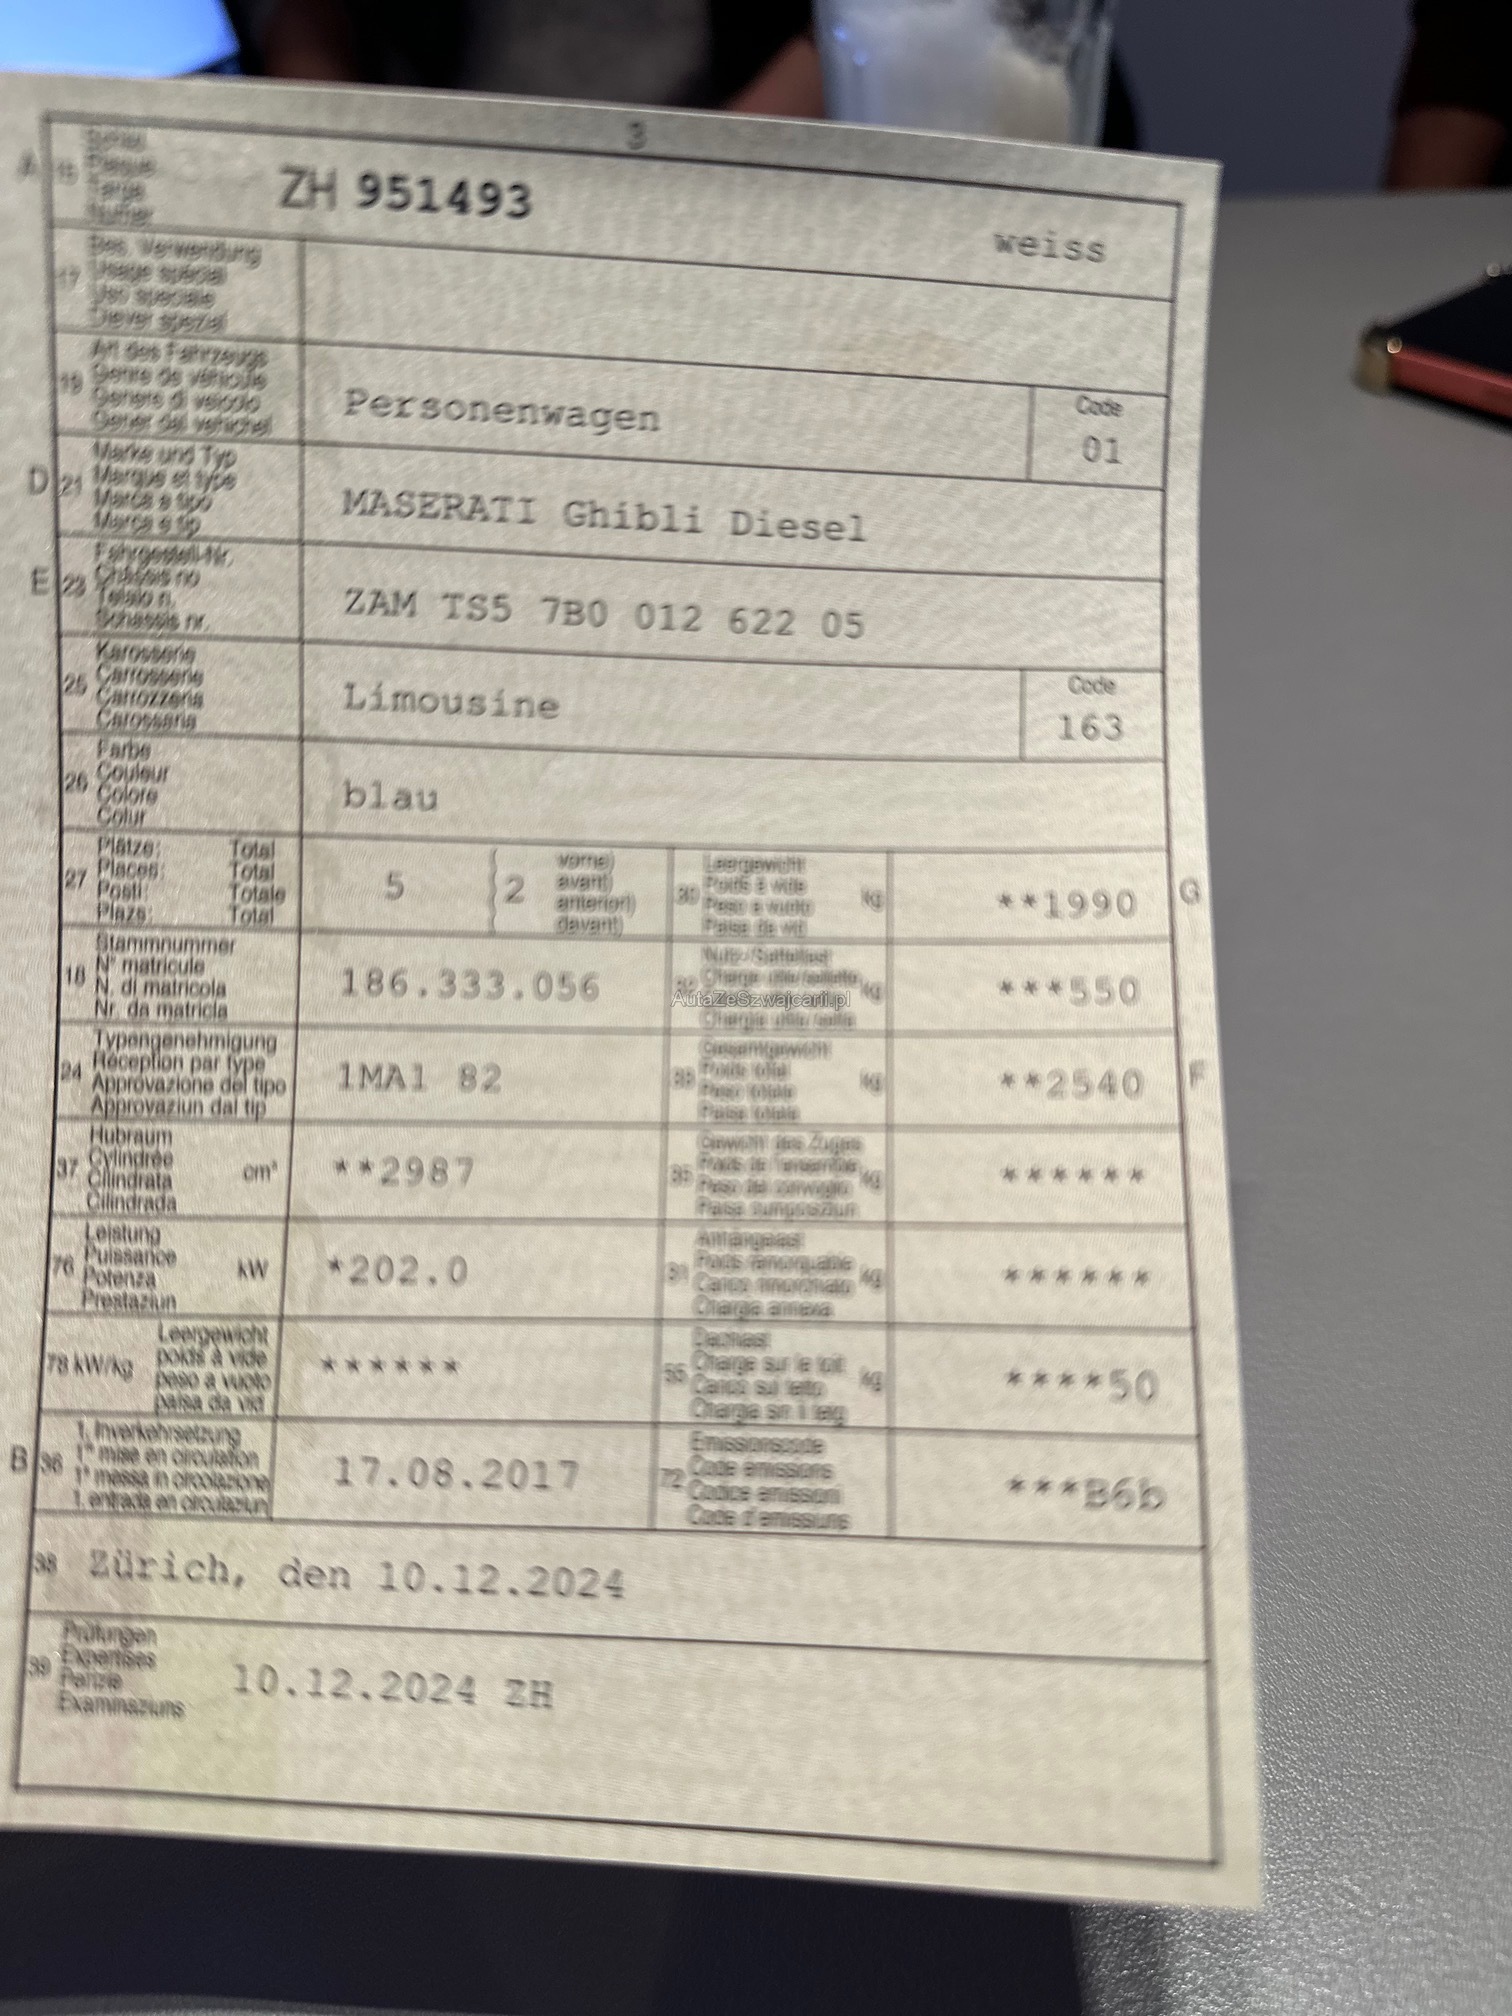 3
A 15 Schild
Plaque
Targa
Numer
ZH 951493
weiss
17 Bes. Verwendung
Usage spécial
Uso speciale
Diever spezial
19 Art des Fahrzeugs
Genre de véhicule
Genere di veicolo
Gener dal vehichel
Personenwagen
Code
01
D 21 Marke und Typ
Marque et type
Marca e tipo
Marca e tip
MASERATI Ghibli Diesel
E 23 Fahrgestell-Nr.
Châssis no
Telaio n.
Schassis nr.
ZAM TS5 7B0 012 622 05
25 Karosserie
Carrosserie
Carrozzeria
Carossaria
Limousine
Code
163
26 Farbe
Couleur
Colore
Colur
blau
27 Plätze: Total
Places: Total
Posti: Totale
Plazs: Total
5 { 2
vorne)
avant)
anteriori)
davant)
30 Leergewicht
Poids à vide
Peso a vuoto
Paisa da vid
kg
**1990
G
18 Stammnummer
N° matricule
N. di matricola
Nr. da matricla
186.333.056
Nutz-/Sattellast
Charge utile/sellette kg
AutaZeSzwajcarii.pl
***550
24 Typengenehmigung
Réception par type
Approvazione del tipo
Approvaziun dal tip
1MA1 82
33 Gesamtgewicht
Poids total
Peso totale
Paisa totala
kg
**2540
F
37 Hubraum
Cylindrée
Cilindrata
Cilindrada
cm³
**2987
35 Gewicht des Zuges
Poids de l'ensemble
Peso del convoglio
Paisa cumposiziun
kg
******
76 Leistung
Puissance
Potenza
Prestaziun
kW
*202.0
31 Anhängelast
Poids remorquable
Carico rimorchiato
Charga annexa
kg
******
78 kW/kg
Leergewicht
poids à vide
peso a vuoto
paisa da vid
******
55 Dachlast
Charge sur le toit
Carico sul tetto
Charga sin il tetg
kg
****50
B 36 1. Inverkehrsetzung
1re mise en circulation
1a messa in circolazione
1. entrada en circulaziun
17.08.2017
72 Emissionscode
Code émissions
Codice emissioni
Code d'emissiuns
***B6b
38 Zürich, den 10.12.2024
39 Prüfungen
Expertises
Perizie
Examinaziuns
10.12.2024 ZH